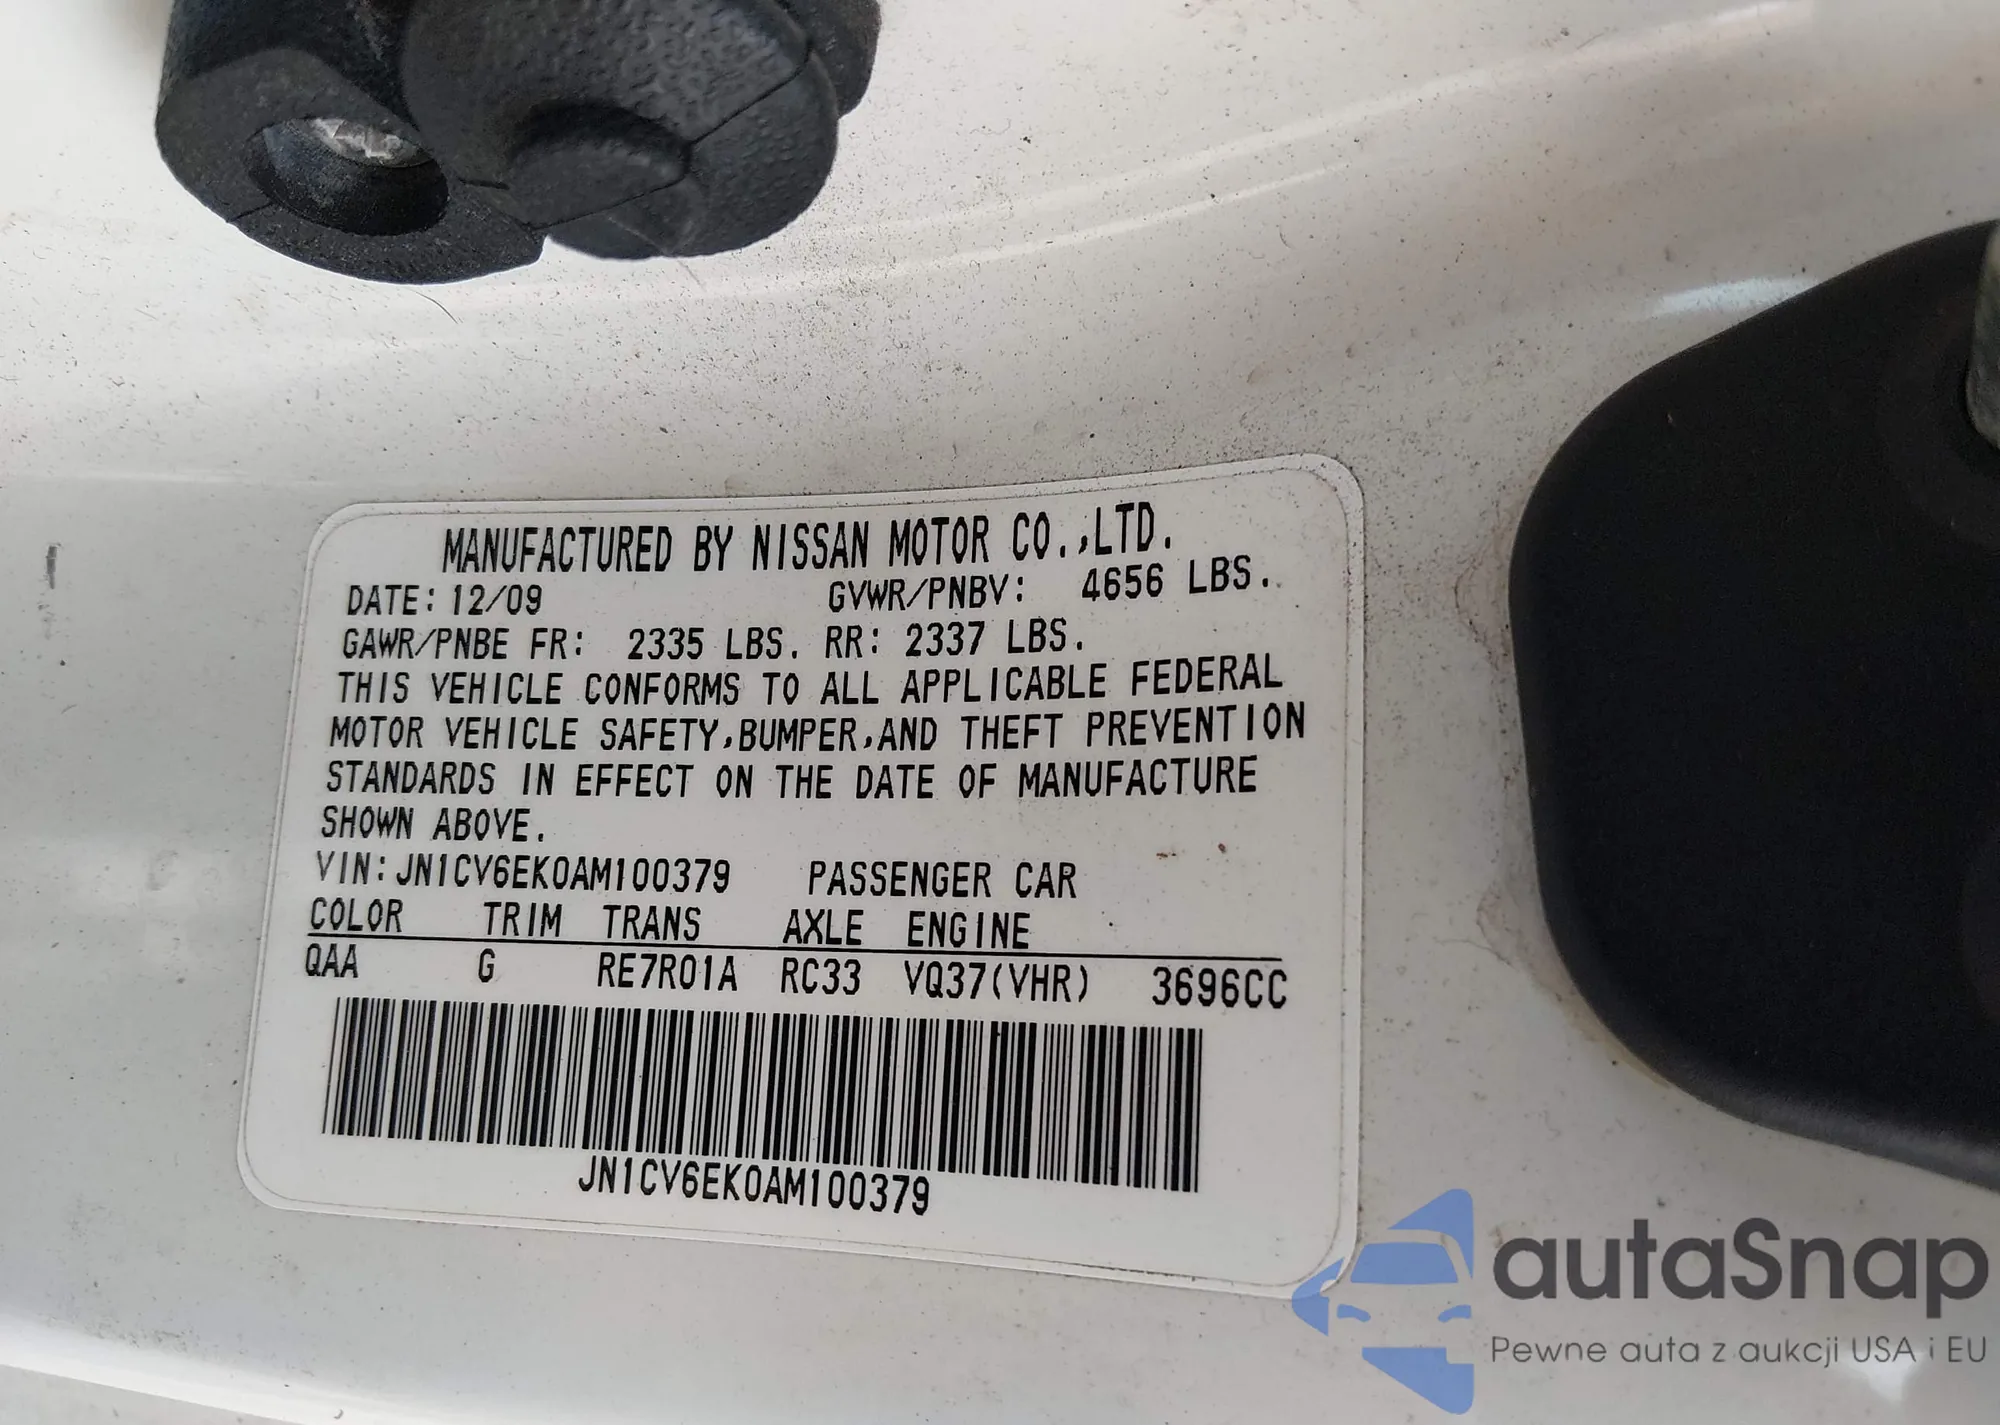 MANUFACTURED BY NISSAN MOTOR CO.,LTD.
DATE: 12/09 GVWR/PNBV: 4656 LBS.
GAWR/PNBE FR: 2335 LBS. RR: 2337 LBS.
THIS VEHICLE CONFORMS TO ALL APPLICABLE FEDERAL
MOTOR VEHICLE SAFETY,BUMPER,AND THEFT PREVENTION
STANDARDS IN EFFECT ON THE DATE OF MANUFACTURE
SHOWN ABOVE.
VIN:JN1CV6EK0AM100379 PASSENGER CAR
COLOR TRIM TRANS AXLE ENGINE
QAA G RE7R01A RC33 VQ37(VHR) 3696CC
JN1CV6EK0AM100379
autaSnap
Pewne auta z aukcji USA i EU